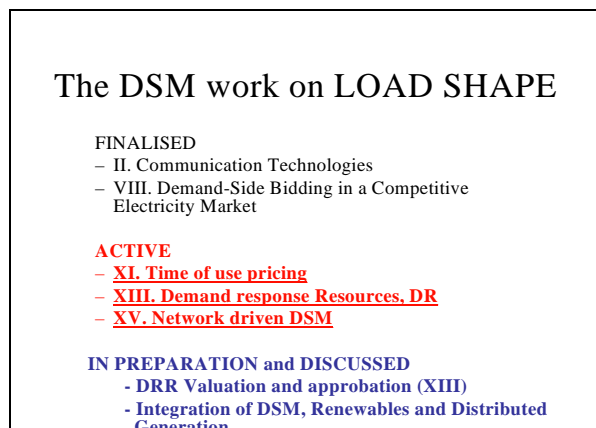 The DSM work on LOAD SHAPE
FINALISED
– II. Communication Technologies
– VIII. Demand-Side Bidding in a Competitive
Electricity Market
ACTIVE
– XI. Time of use pricing
– XIII. Demand response Resources, DR
– XV. Network driven DSM
IN PREPARATION and DISCUSSED
- DRR Valuation and approbation (XIII)
- Integration of DSM, Renewables and Distributed
Generation